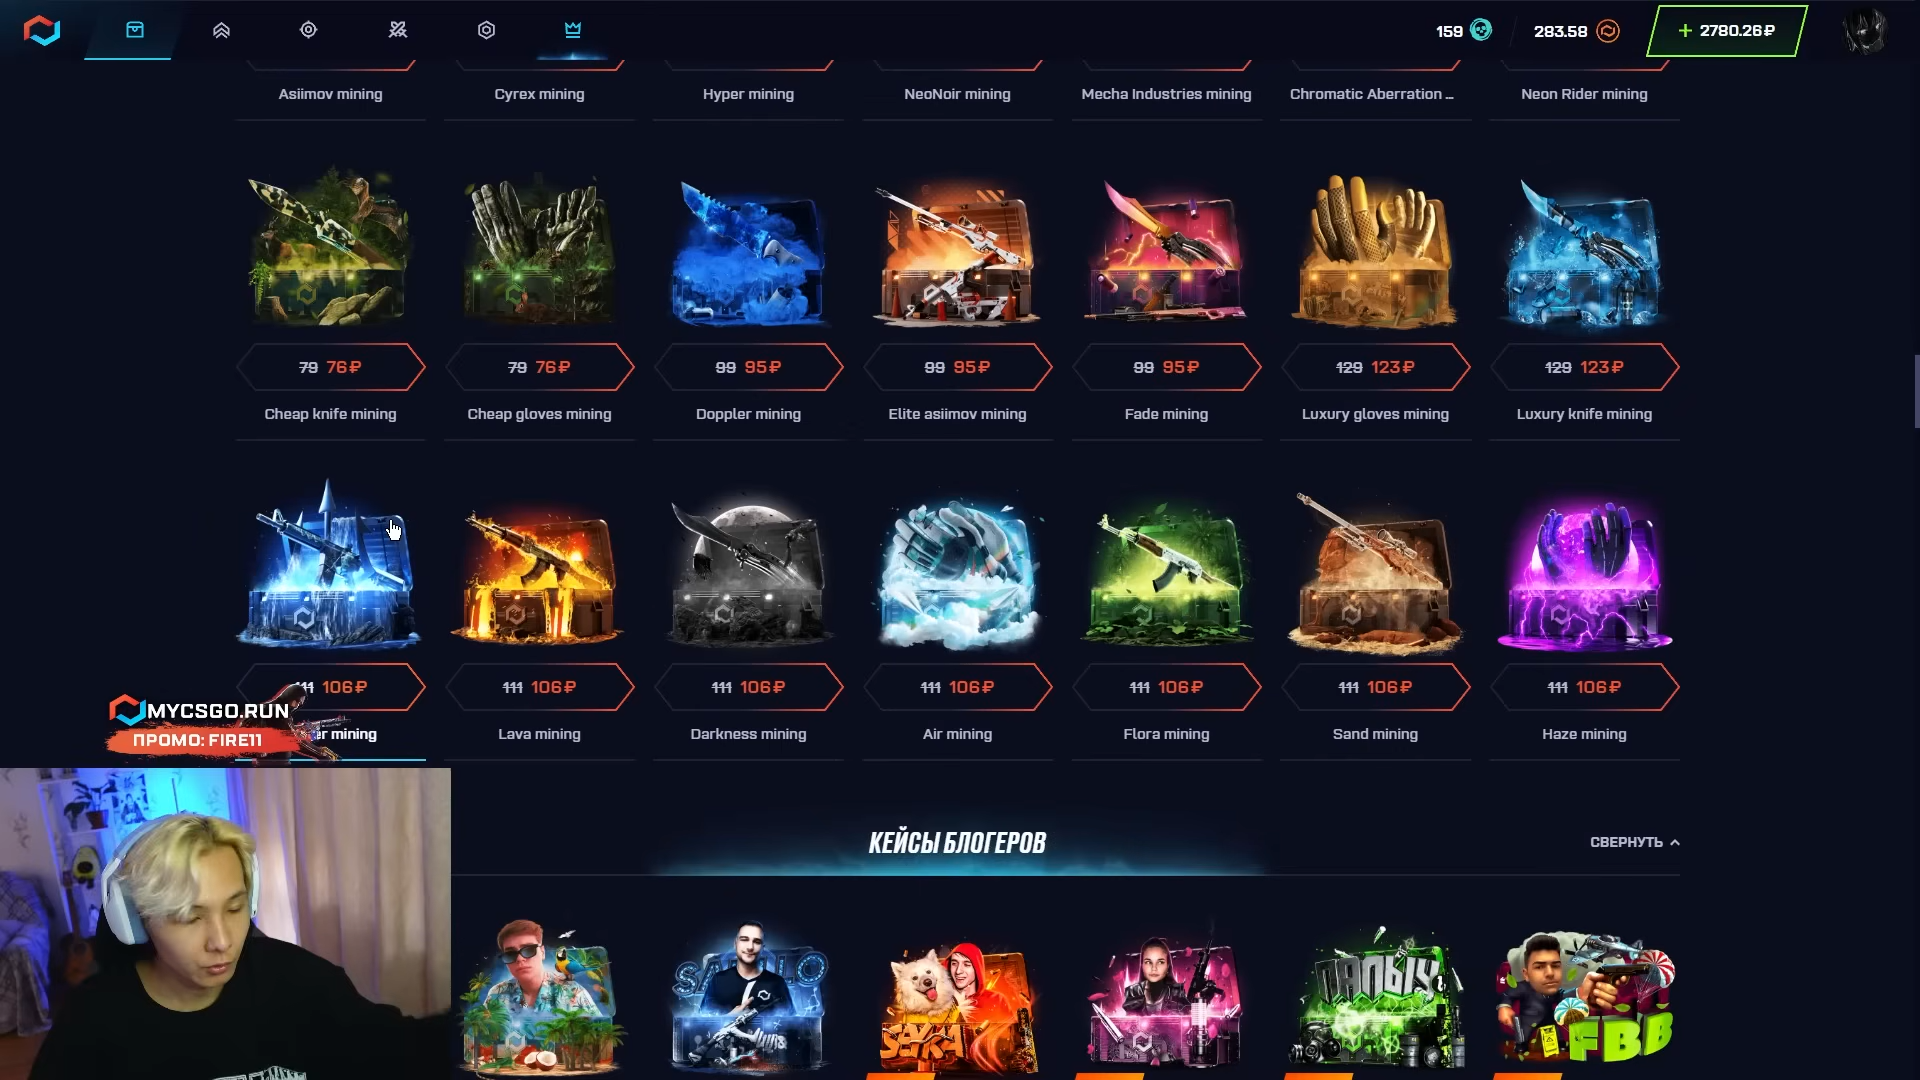 159
283.58
+ 2780.26₽
Asiimov mining
Cyrex mining
Hyper mining
NeoNoir mining
Mecha Industries mining
Chromatic Aberration ...
Neon Rider mining
79 76₽
79 76₽
99 95₽
99 95₽
99 95₽
129 123₽
129 123₽
Cheap knife mining
Cheap gloves mining
Doppler mining
Elite asiimov mining
Fade mining
Luxury gloves mining
Luxury knife mining
111 106₽
111 106₽
111 106₽
111 106₽
111 106₽
111 106₽
111 106₽
MYCSGO.RUN
ПРОМО: FIRE11
er mining
Lava mining
Darkness mining
Air mining
Flora mining
Sand mining
Haze mining
КЕЙСЫ БЛОГЕРОВ
СВЕРНУТЬ
ПАПЫЧ
FBB